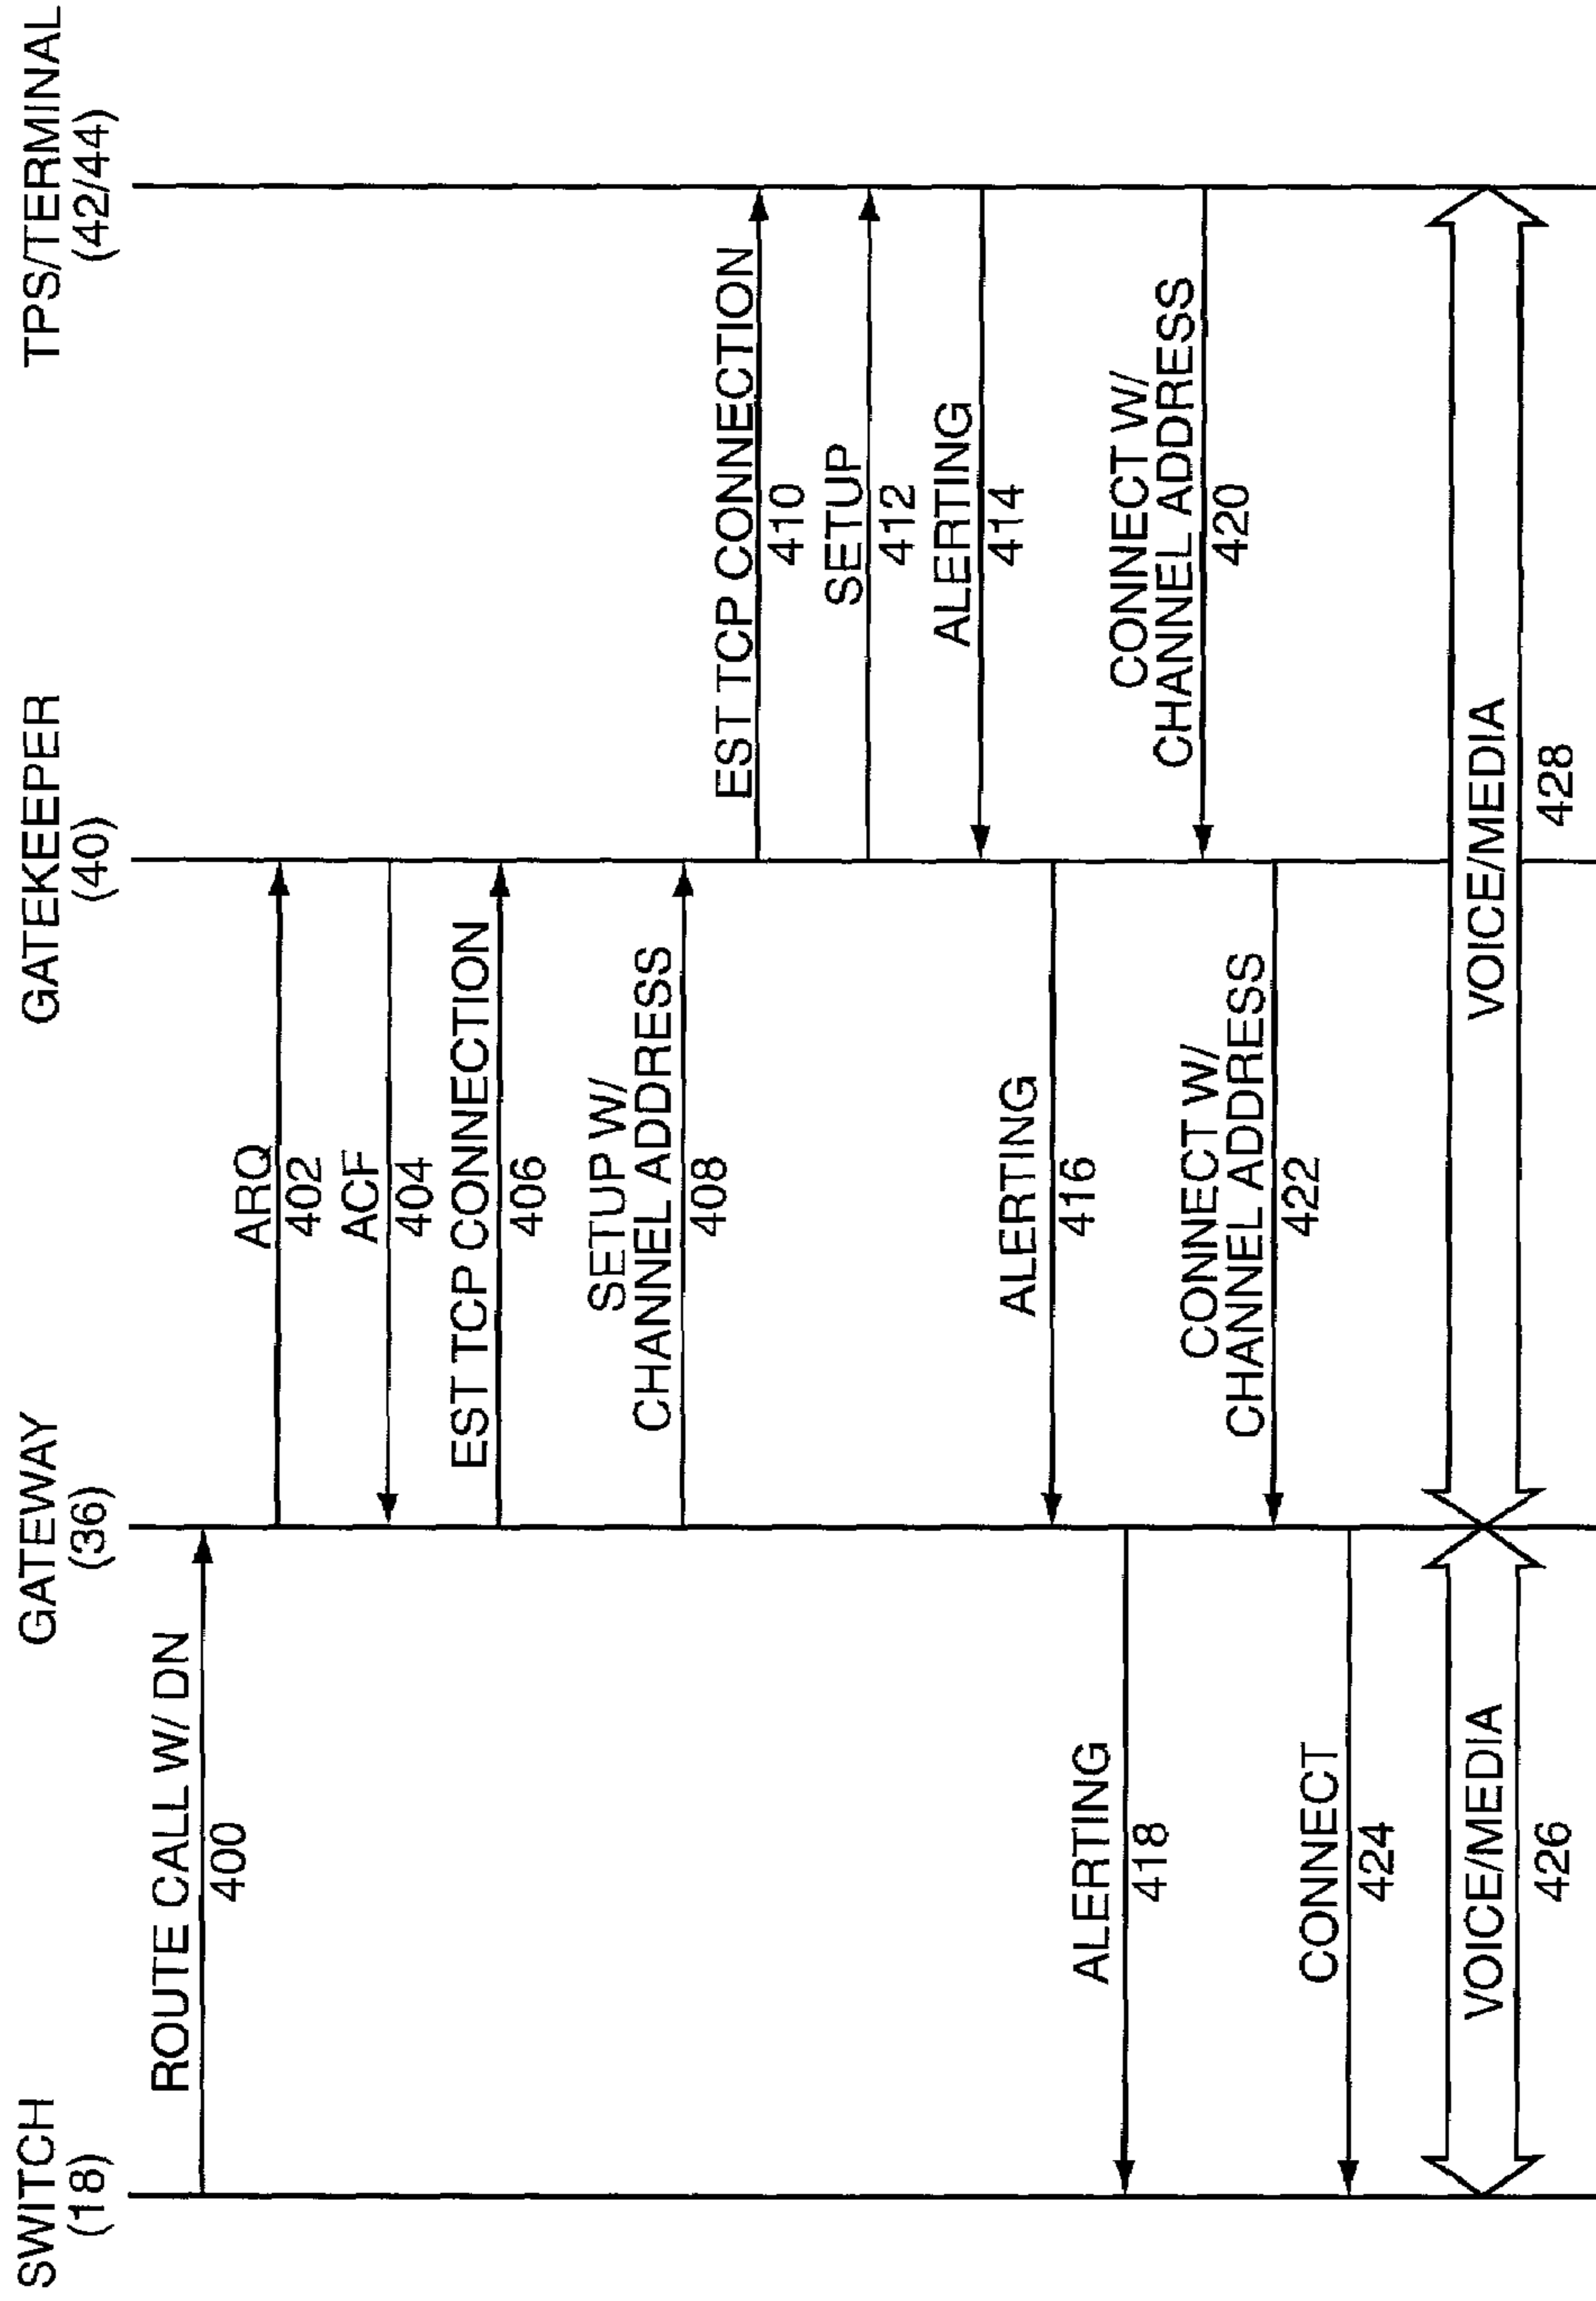 SWITCH
(18)
GATEWAY
(36)
GATEKEEPER
(40)
TPS/TERMINAL
(42/44)
ROUTE CALL W/ DN
400
ARQ
402
ACF
404
EST TCP CONNECTION
406
SETUP W/
CHANNEL ADDRESS
408
EST TCP CONNECTION
410
SETUP
412
ALERTING
414
ALERTING
416
ALERTING
418
CONNECT W/
CHANNEL ADDRESS
420
CONNECT W/
CHANNEL ADDRESS
422
CONNECT
424
VOICE/MEDIA
426
VOICE/MEDIA
428